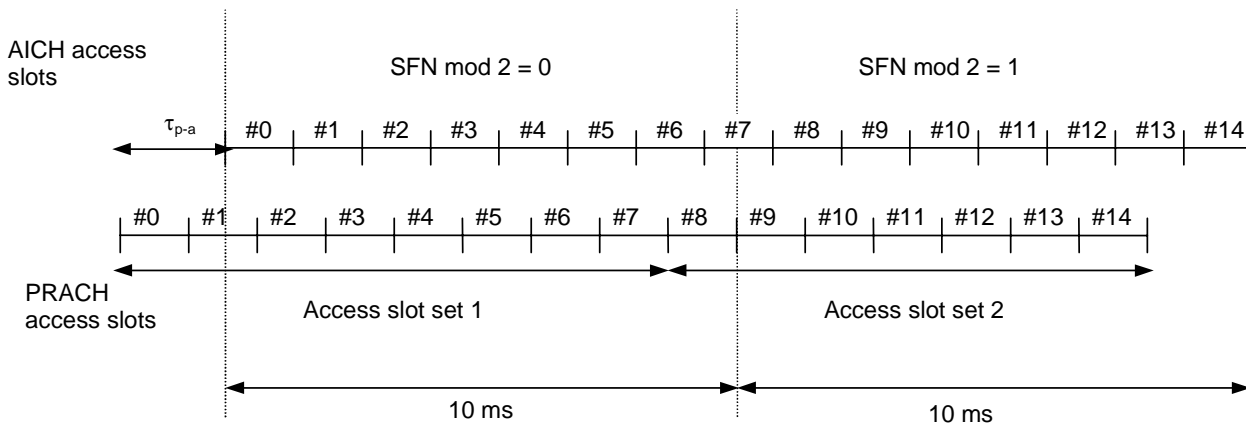 AICH access
slots
SFN mod 2 = 0
SFN mod 2 = 1
τp-a
#0 #1 #2 #3 #4 #5 #6 #7 #8 #9 #10 #11 #12 #13 #14
#0 #1 #2 #3 #4 #5 #6 #7 #8 #9 #10 #11 #12 #13 #14
PRACH
access slots
Access slot set 1
Access slot set 2
10 ms
10 ms